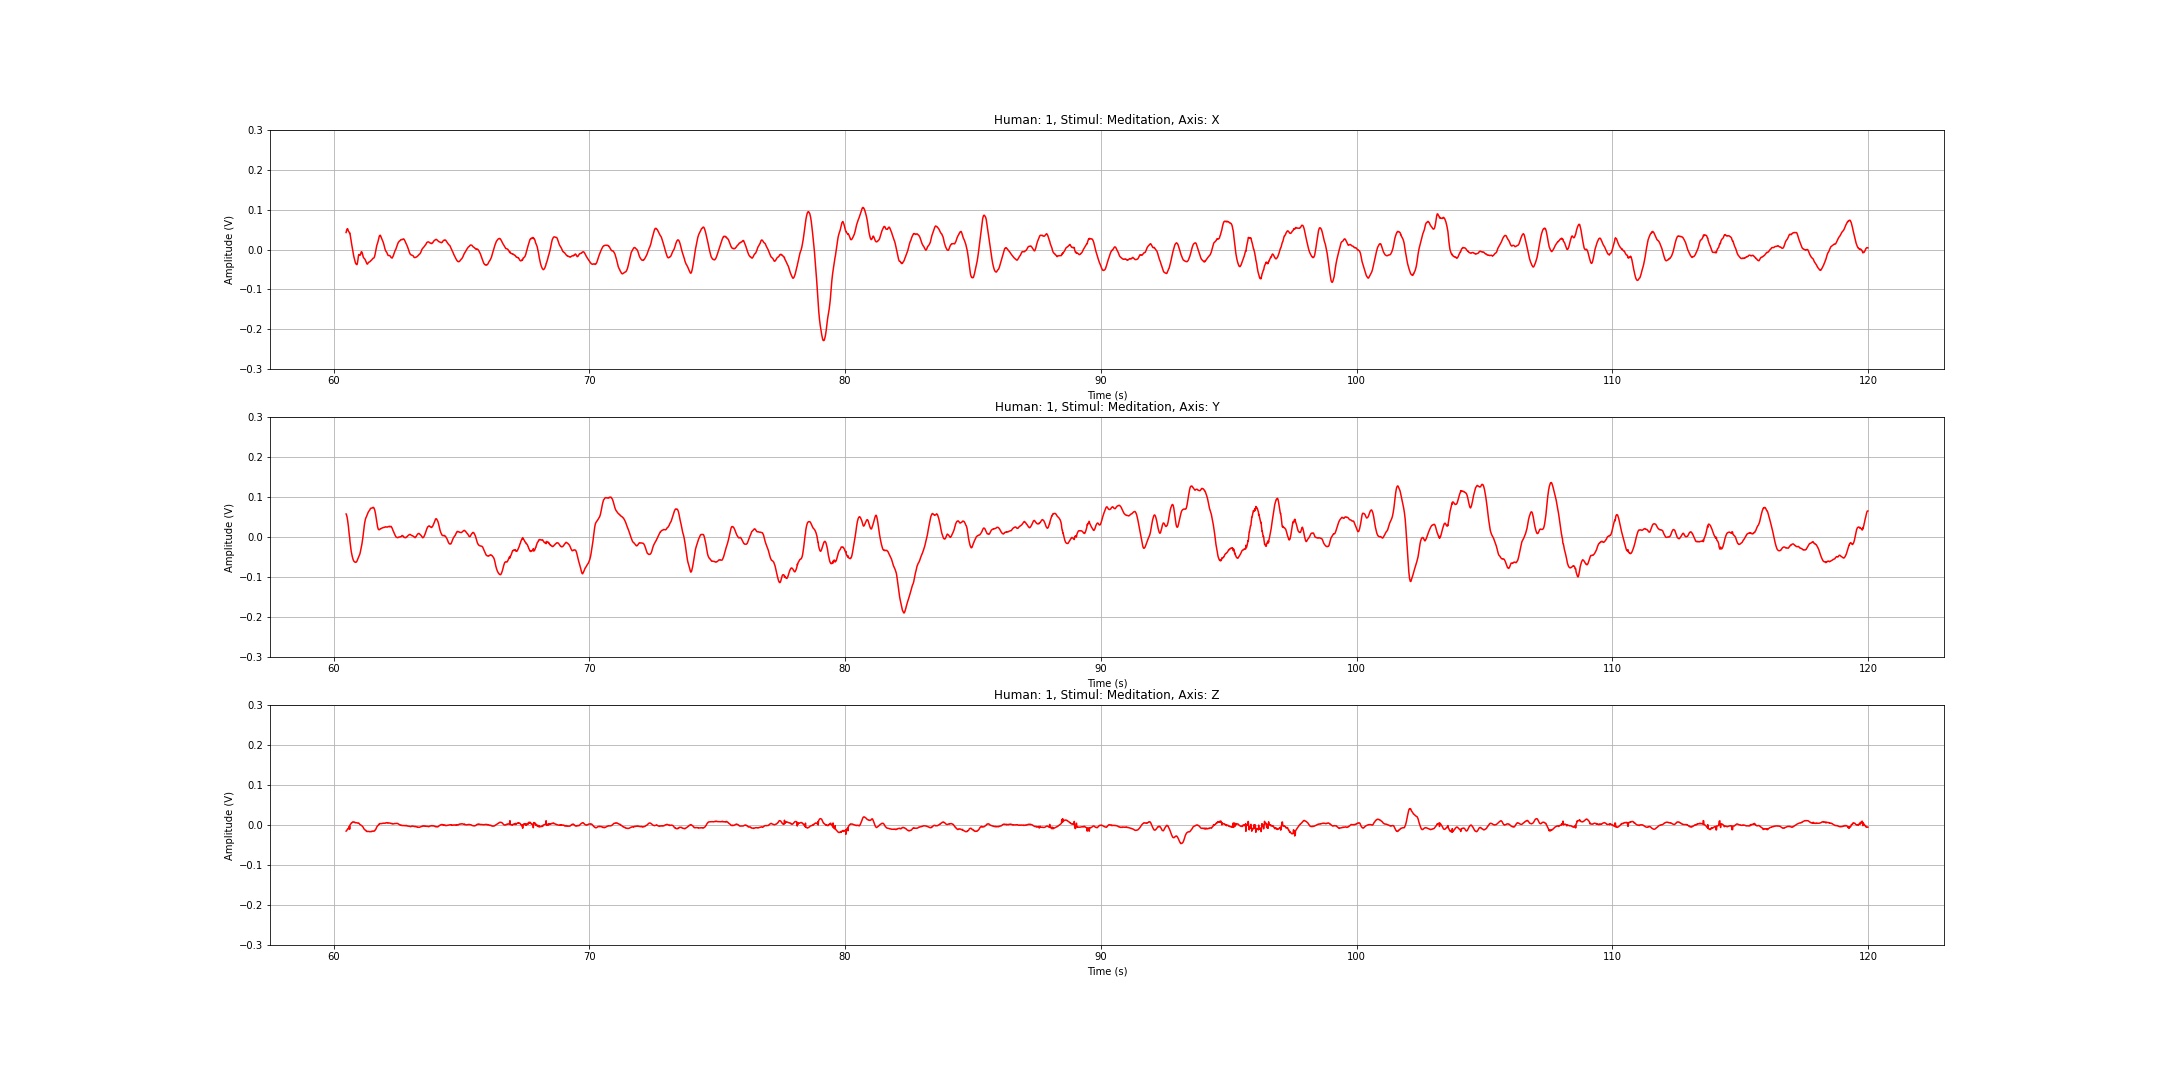 Human: 1, Stimul: Meditation, Axis: X
0.3
0.2
0.1
0.0
−0.1
−0.2
−0.3
Amplitude (V)
60 70 80 90 100 110 120
Time (s)
Human: 1, Stimul: Meditation, Axis: Y
0.3
0.2
0.1
0.0
−0.1
−0.2
−0.3
Amplitude (V)
60 70 80 90 100 110 120
Time (s)
Human: 1, Stimul: Meditation, Axis: Z
0.3
0.2
0.1
0.0
−0.1
−0.2
−0.3
Amplitude (V)
60 70 80 90 100 110 120
Time (s)